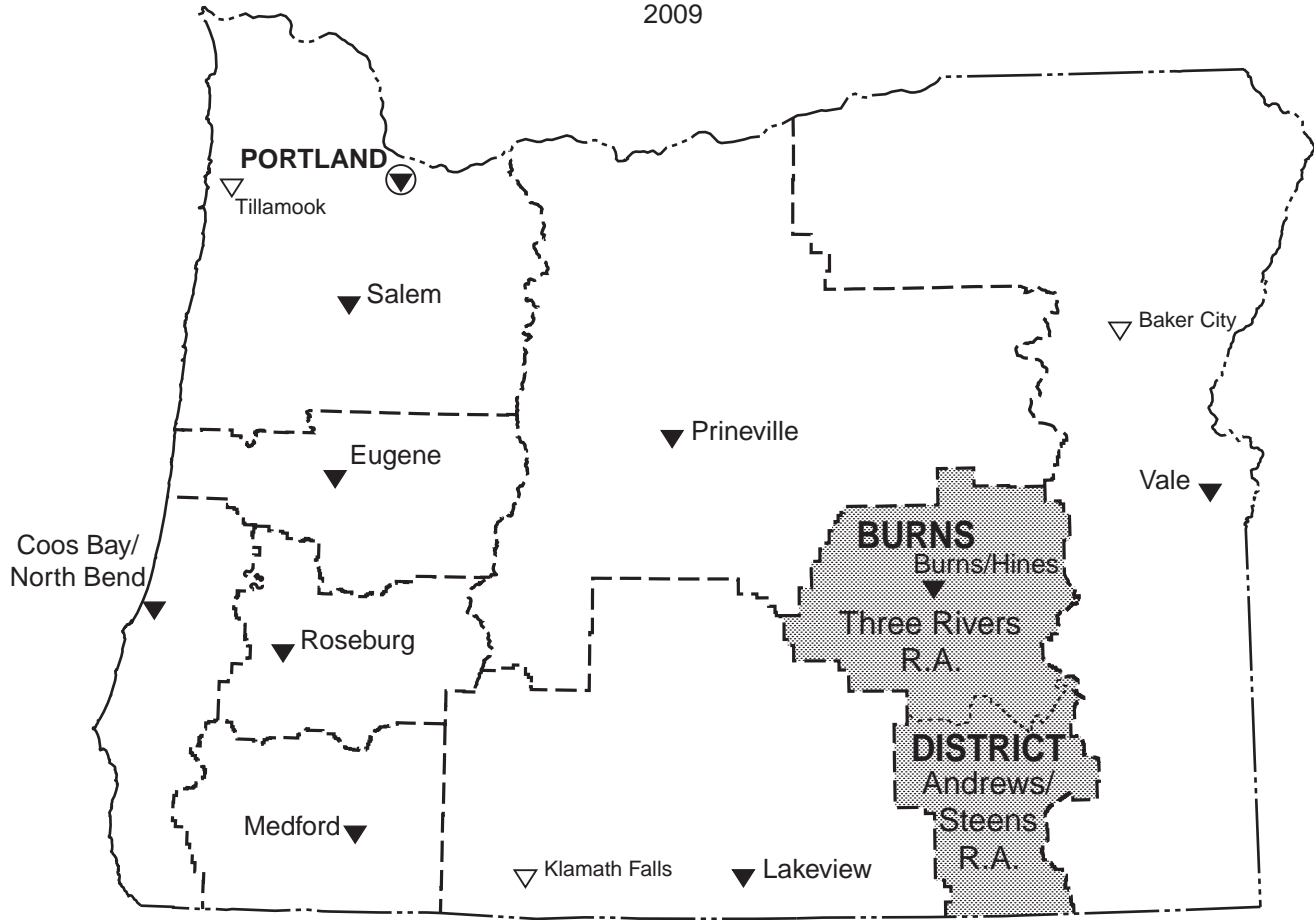 2009
PORTLAND
Tillamook
Salem
Baker City
Prineville
Eugene
Vale
Coos Bay/
North Bend
BURNS
Burns/Hines
Three Rivers
R.A.
Roseburg
DISTRICT
Andrews/
Steens
R.A.
Medford
Klamath Falls
Lakeview